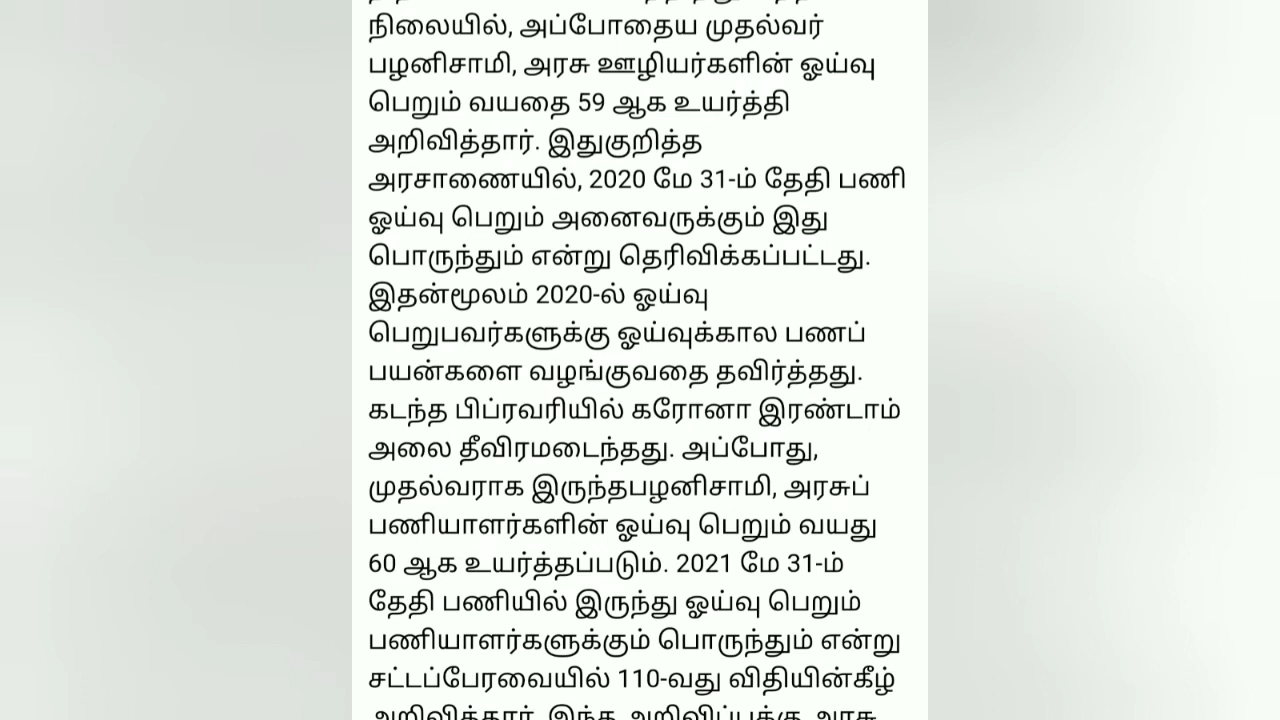 நிலையில், அப்போதைய முதல்வர்
பழனிசாமி, அரசு ஊழியர்களின் ஓய்வு
பெறும் வயதை 59 ஆக உயர்த்தி
அறிவித்தார். இதுகுறித்த
அரசாணையில், 2020 மே 31-ம் தேதி பணி
ஓய்வு பெறும் அனைவருக்கும் இது
பொருந்தும் என்று தெரிவிக்கப்பட்டது.
இதன்மூலம் 2020-ல் ஓய்வு
பெறுபவர்களுக்கு ஓய்வுக்கால பணப்
பயன்களை வழங்குவதை தவிர்த்தது.
கடந்த பிப்ரவரியில் கரோனா இரண்டாம்
அலை தீவிரமடைந்தது. அப்போது,
முதல்வராக இருந்தபழனிசாமி, அரசுப்
பணியாளர்களின் ஓய்வு பெறும் வயது
60 ஆக உயர்த்தப்படும். 2021 மே 31-ம்
தேதி பணியில் இருந்து ஓய்வு பெறும்
பணியாளர்களுக்கும் பொருந்தும் என்று
சட்டப்பேரவையில் 110-வது விதியின்கீழ்
அறிவித்தார். இந்த அறிவிப்புக்கு அரசு